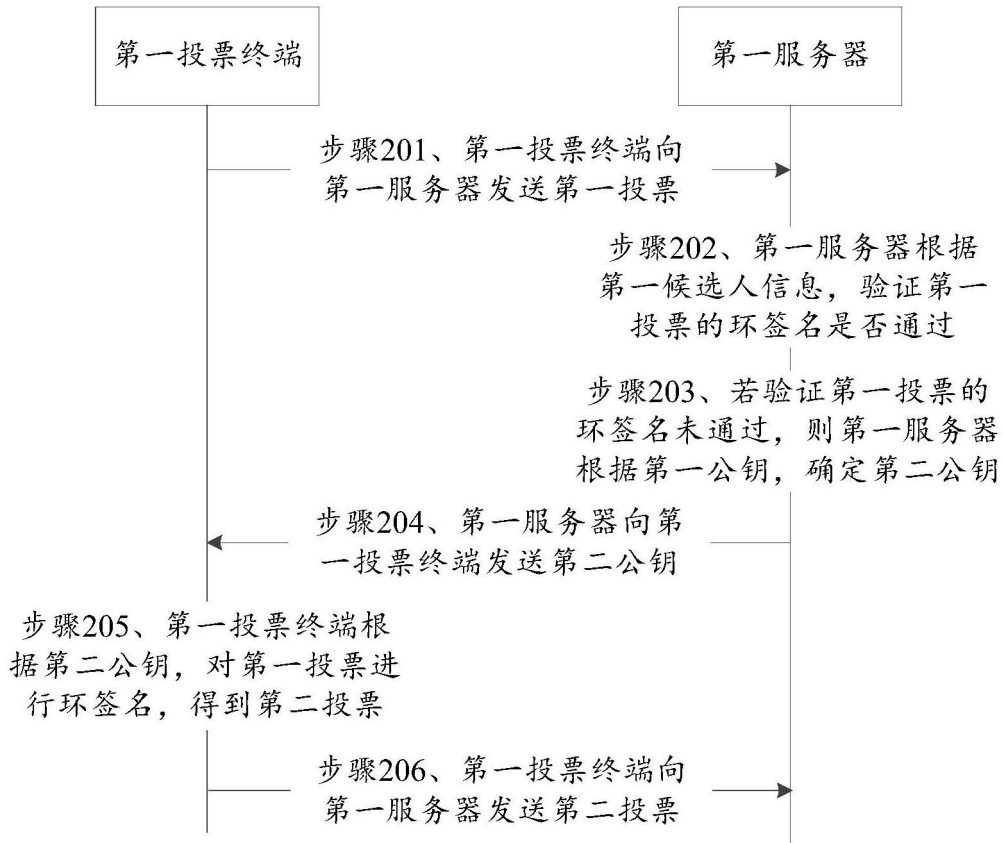 第一投票终端
第一服务器
步骤201、第一投票终端向
第一服务器发送第一投票
步骤202、第一服务器根据
第一候选人信息，验证第一
投票的环签名是否通过
步骤203、若验证第一投票的
环签名未通过，则第一服务器
根据第一公钥，确定第二公钥
步骤204、第一服务器向第
一投票终端发送第二公钥
步骤205、第一投票终端根
据第二公钥，对第一投票进
行环签名，得到第二投票
步骤206、第一投票终端向
第一服务器发送第二投票